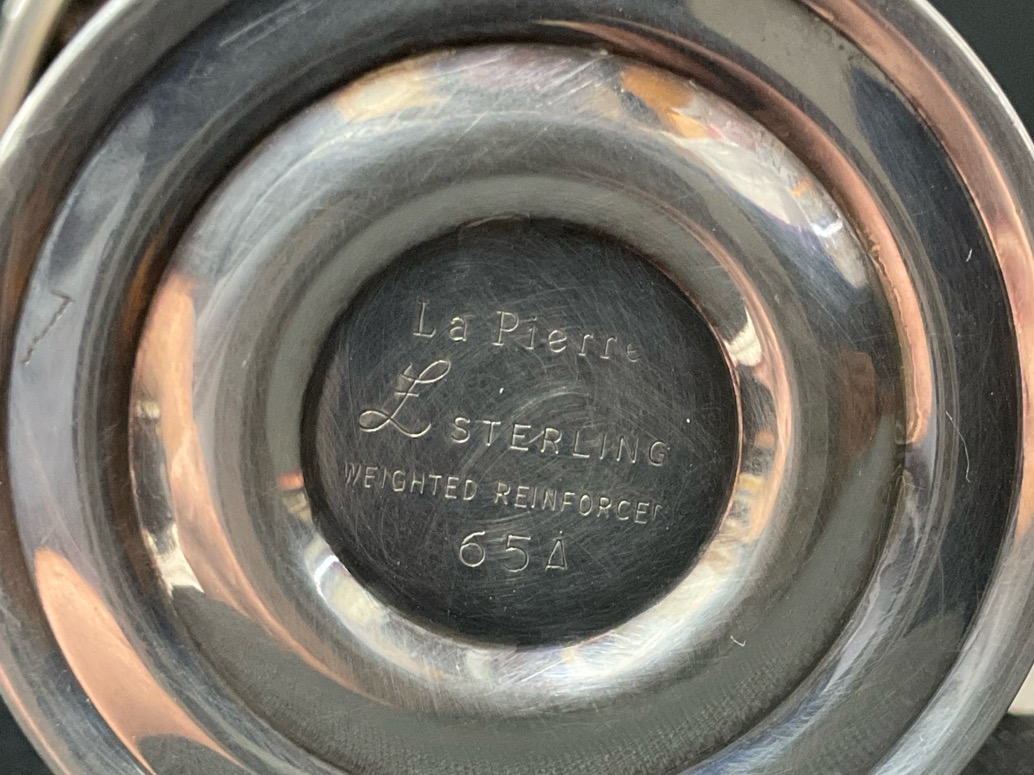 La Pierre
L STERLING
WEIGHTED REINFORCED
65A